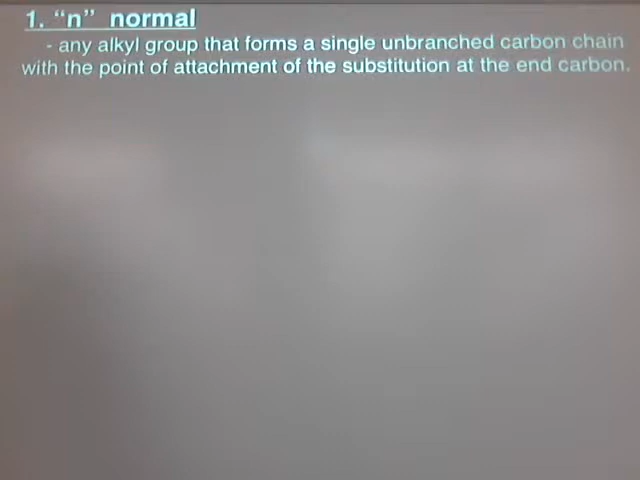 1. “n” normal
- any alkyl group that forms a single unbranched carbon chain
with the point of attachment of the substitution at the end carbon.